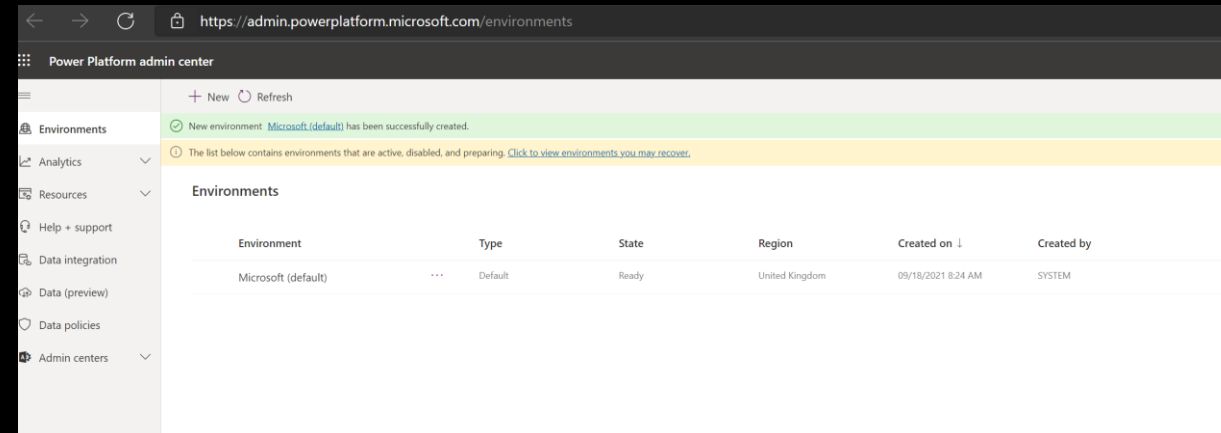 https://admin.powerplatform.microsoft.com/environments
Power Platform admin center
New Refresh
Environments
New environment Microsoft (default) has been successfully created.
Analytics
The list below contains environments that are active, disabled, and preparing. Click to view environments you may recover.
Resources
Environments
Help + support
Environment Type State Region Created on ↓ Created by
Data integration
Microsoft (default) ... Default Ready United Kingdom 09/18/2021 8:24 AM SYSTEM
Data (preview)
Data policies
Admin centers